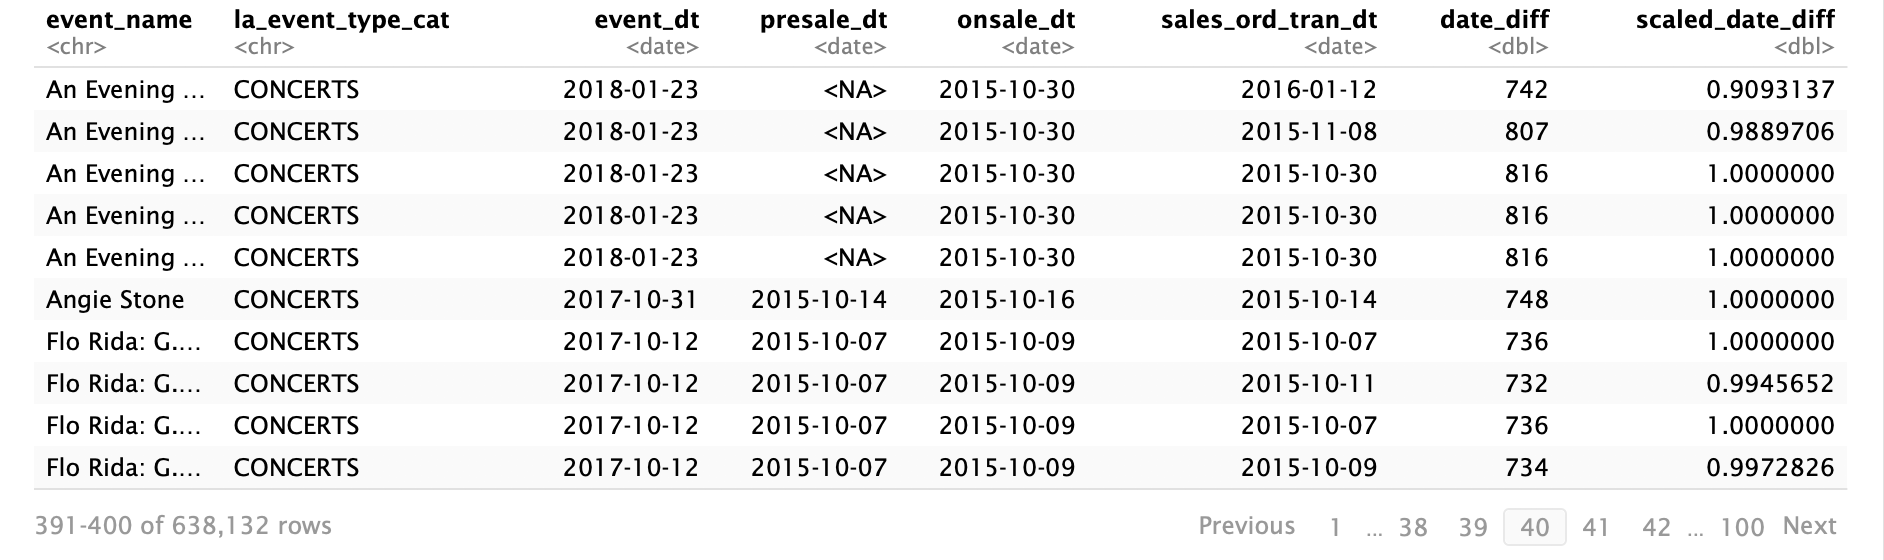 event_name la_event_type_cat event_dt presale_dt onsale_dt sales_ord_tran_dt date_diff scaled_date_diff
<chr> <chr> <date> <date> <date> <date> <dbl> <dbl>
An Evening ... CONCERTS 2018-01-23 <NA> 2015-10-30 2016-01-12 742 0.9093137
An Evening ... CONCERTS 2018-01-23 <NA> 2015-10-30 2015-11-08 807 0.9889706
An Evening ... CONCERTS 2018-01-23 <NA> 2015-10-30 2015-10-30 816 1.0000000
An Evening ... CONCERTS 2018-01-23 <NA> 2015-10-30 2015-10-30 816 1.0000000
An Evening ... CONCERTS 2018-01-23 <NA> 2015-10-30 2015-10-30 816 1.0000000
Angie Stone CONCERTS 2017-10-31 2015-10-14 2015-10-16 2015-10-14 748 1.0000000
Flo Rida: G.... CONCERTS 2017-10-12 2015-10-07 2015-10-09 2015-10-07 736 1.0000000
Flo Rida: G.... CONCERTS 2017-10-12 2015-10-07 2015-10-09 2015-10-11 732 0.9945652
Flo Rida: G.... CONCERTS 2017-10-12 2015-10-07 2015-10-09 2015-10-07 736 1.0000000
Flo Rida: G.... CONCERTS 2017-10-12 2015-10-07 2015-10-09 2015-10-09 734 0.9972826
391-400 of 638,132 rows Previous 1 ... 38 39 40 41 42 ... 100 Next